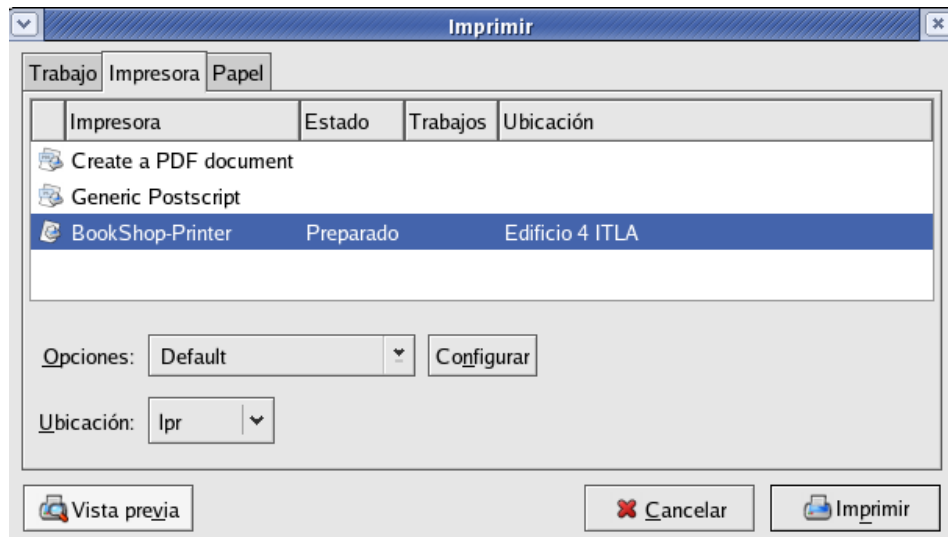 Imprimir
Trabajo Impresora Papel
Impresora Estado Trabajos Ubicación
Create a PDF document
Generic Postscript
BookShop-Printer Preparado Edificio 4 ITLA
Opciones: Default Configurar
Ubicación: lpr
Vista previa Cancelar Imprimir